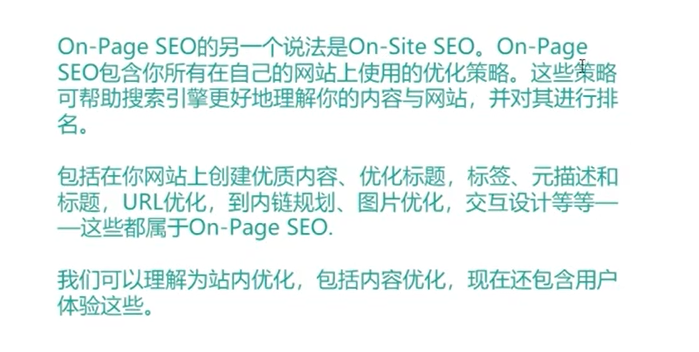 On-Page SEO的另一个说法是On-Site SEO。On-Page
SEO包含你所有在自己的网站上使用的优化策略。这些策略
可帮助搜索引擎更好地理解你的内容与网站，并对其进行排
名。
包括在你网站上创建优质内容、优化标题，标签、元描述和
标题，URL优化，到内链规划、图片优化，交互设计等等—
—这些都属于On-Page SEO.
我们可以理解为站内优化，包括内容优化，现在还包含用户
体验这些。